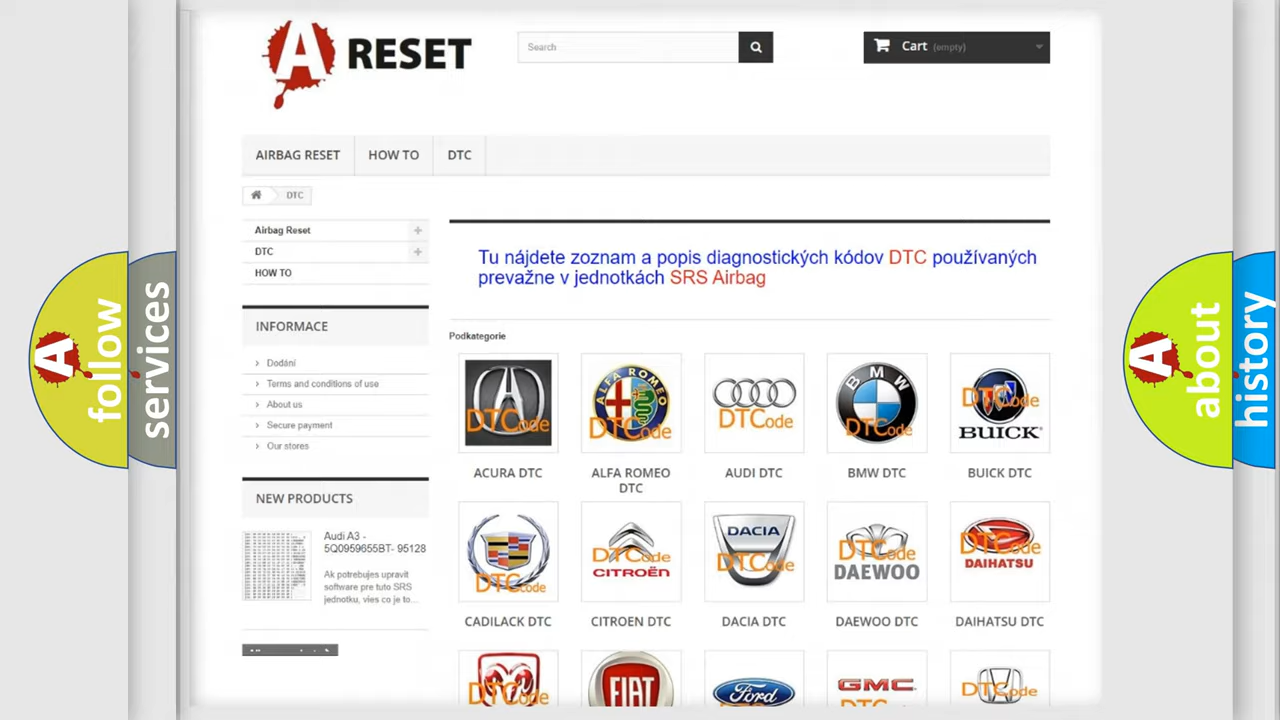 A RESET
Search
Cart (empty)
AIRBAG RESET
HOW TO
DTC
DTC
Airbag Reset
DTC
HOW TO
Tu nájdete zoznam a popis diagnostických kódov DTC používaných
prevažne v jednotkách SRS Airbag
INFORMACE
Dodání
Terms and conditions of use
About us
Secure payment
Our stores
NEW PRODUCTS
Audi A3 -
5Q0959655BT- 95128
Ak potrebujes upravit
software pre tuto SRS
jednotku, vies co je to...
Podkategorie
DTCode
ALFA ROMEO
DTCode
DTCode
BMW
DTCode
DTCode
BUICK
ACURA DTC
ALFA ROMEO
DTC
AUDI DTC
BMW DTC
BUICK DTC
DTCode
DTCode
CITROËN
DACIA
DTCode
DTCode
DAEWOO
DTCode
DAIHATSU
CADILACK DTC
CITROEN DTC
DACIA DTC
DAEWOO DTC
DAIHATSU DTC
DTCode
FIAT
Ford
GMC
DTCode
A follow
services
A about
history